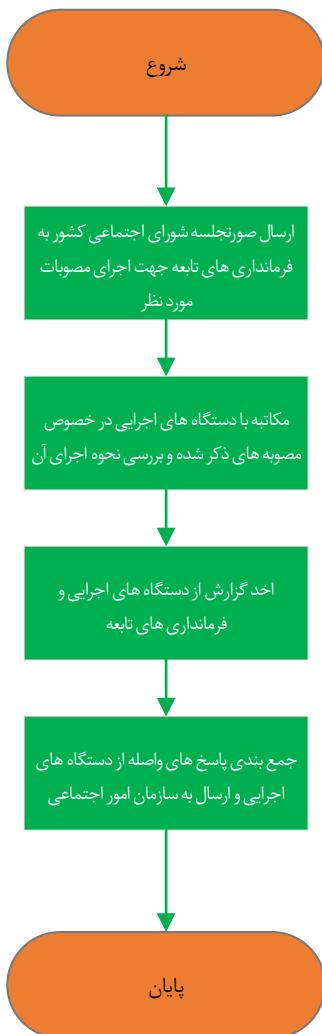 شروع
ارسال صورتجلسه شورای اجتماعی کشور به
فرمانداری های تابعه جهت اجرای مصوبات
مورد نظر
مکاتبه با دستگاه های اجرایی در خصوص
مصوبه های ذکر شده و بررسی نحوه اجرای آن
اخد گزارش از دستگاه های اجرایی و
فرمانداری های تابعه
جمع بندی پاسخ های واصله از دستگاه های
اجرایی و ارسال به سازمان امور اجتماعی
پایان